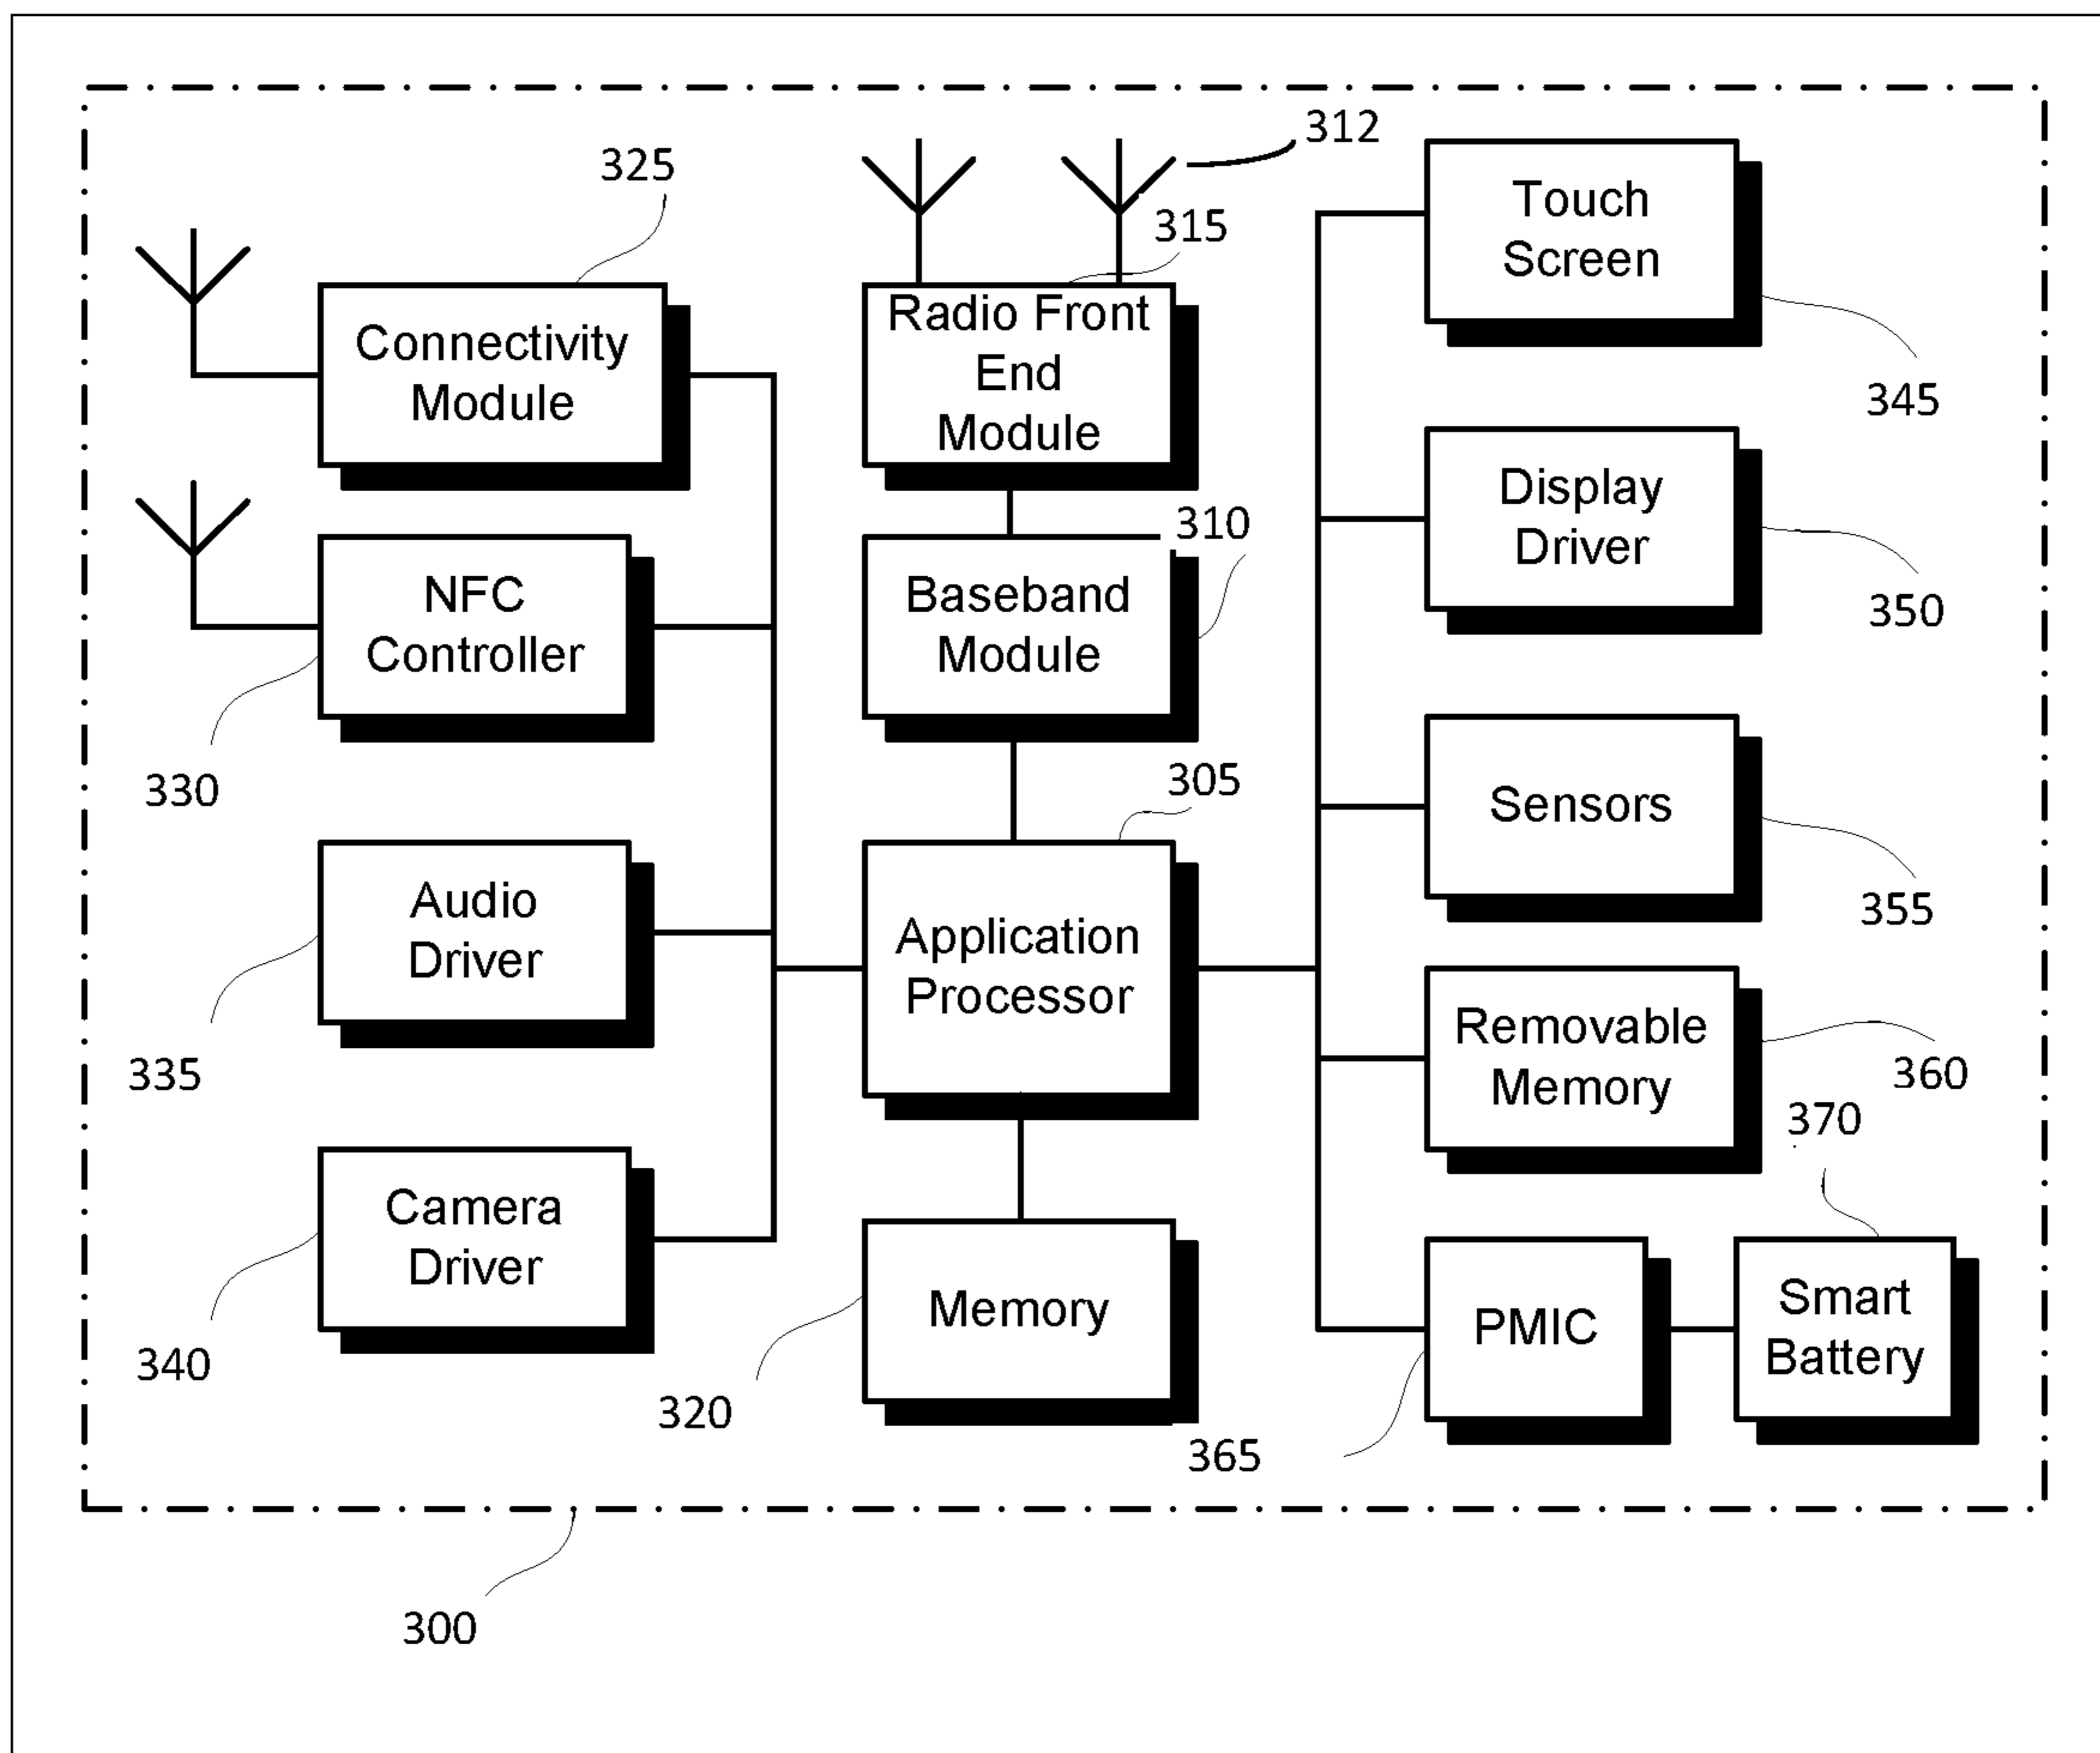 312
325
315
Touch
Screen
Radio Front
End
Module
Connectivity
Module
345
Display
Driver
310
350
NFC
Controller
Baseband
Module
330
305
Sensors
355
Audio
Driver
Application
Processor
335
Removable
Memory
360
370
Camera
Driver
340
Memory
320
PMIC
Smart
Battery
365
300